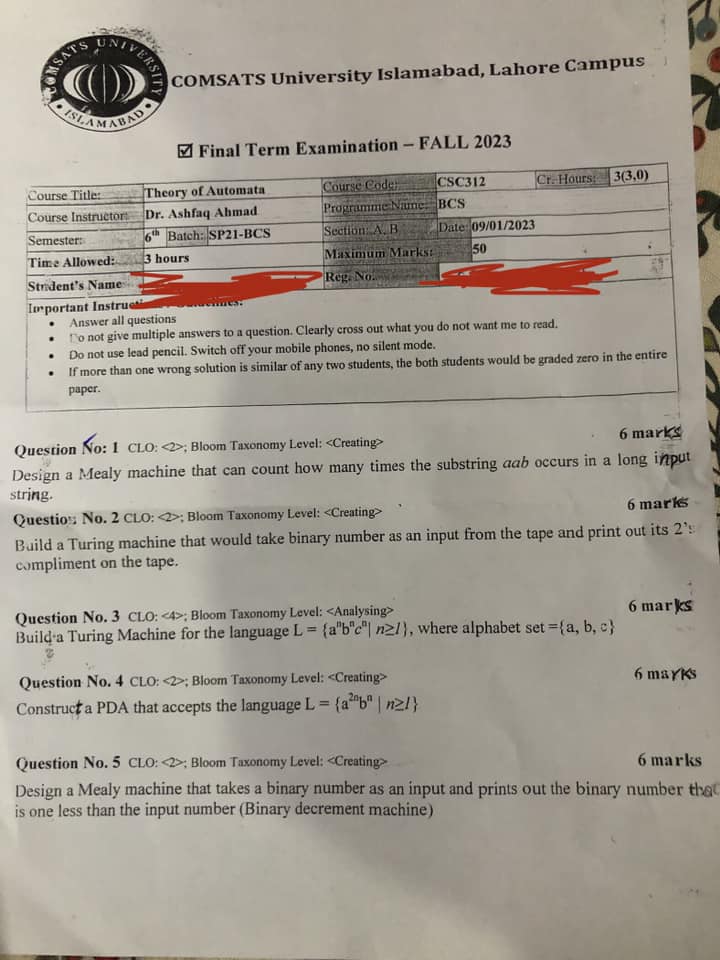 COMSATS UNIVERSITY
ISLAMABAD
COMSATS University Islamabad, Lahore Campus
☑ Final Term Examination – FALL 2023
Course Title: Theory of Automata Course Code: CSC312 Cr. Hours: 3(3,0)
Course Instructor: Dr. Ashfaq Ahmad Programme Name: BCS
Semester: 6th Batch: SP21-BCS Section: A, B Date: 09/01/2023
Time Allowed: 3 hours Maximum Marks: 50
Student's Name Reg. No.
Important
• Answer all questions
• Do not give multiple answers to a question. Clearly cross out what you do not want me to read.
• Do not use lead pencil. Switch off your mobile phones, no silent mode.
• If more than one wrong solution is similar of any two students, the both students would be graded zero in the entire
paper.
Question No: 1 CLO: <2>; Bloom Taxonomy Level: <Creating> 6 marks
Design a Mealy machine that can count how many times the substring aab occurs in a long input
string.
Question No. 2 CLO: <2>; Bloom Taxonomy Level: <Creating> 6 marks
Build a Turing machine that would take binary number as an input from the tape and print out its 2's
compliment on the tape.
Question No. 3 CLO: <4>; Bloom Taxonomy Level: <Analysing> 6 marks
Build a Turing Machine for the language L = {aⁿbⁿcⁿ| n≥1}, where alphabet set ={a, b, c}
Question No. 4 CLO: <2>; Bloom Taxonomy Level: <Creating> 6 marks
Construct a PDA that accepts the language L = {a²ⁿbⁿ | n≥1}
Question No. 5 CLO: <2>; Bloom Taxonomy Level: <Creating> 6 marks
Design a Mealy machine that takes a binary number as an input and prints out the binary number that
is one less than the input number (Binary decrement machine)